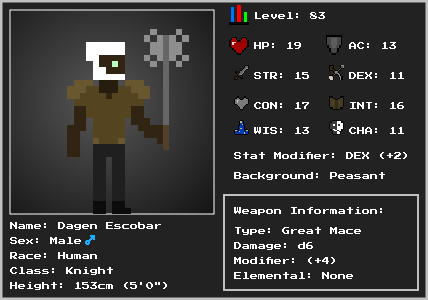 Level: 83
HP: 19
AC: 13
STR: 15
DEX: 11
CON: 17
INT: 16
WIS: 13
CHA: 11
Stat Modifier: DEX (+2)
Background: Peasant
Name: Dagen Escobar
Sex: Male♂
Race: Human
Class: Knight
Height: 153cm (5'0")
Weapon Information:
Type: Great Mace
Damage: d6
Modifier: (+4)
Elemental: None